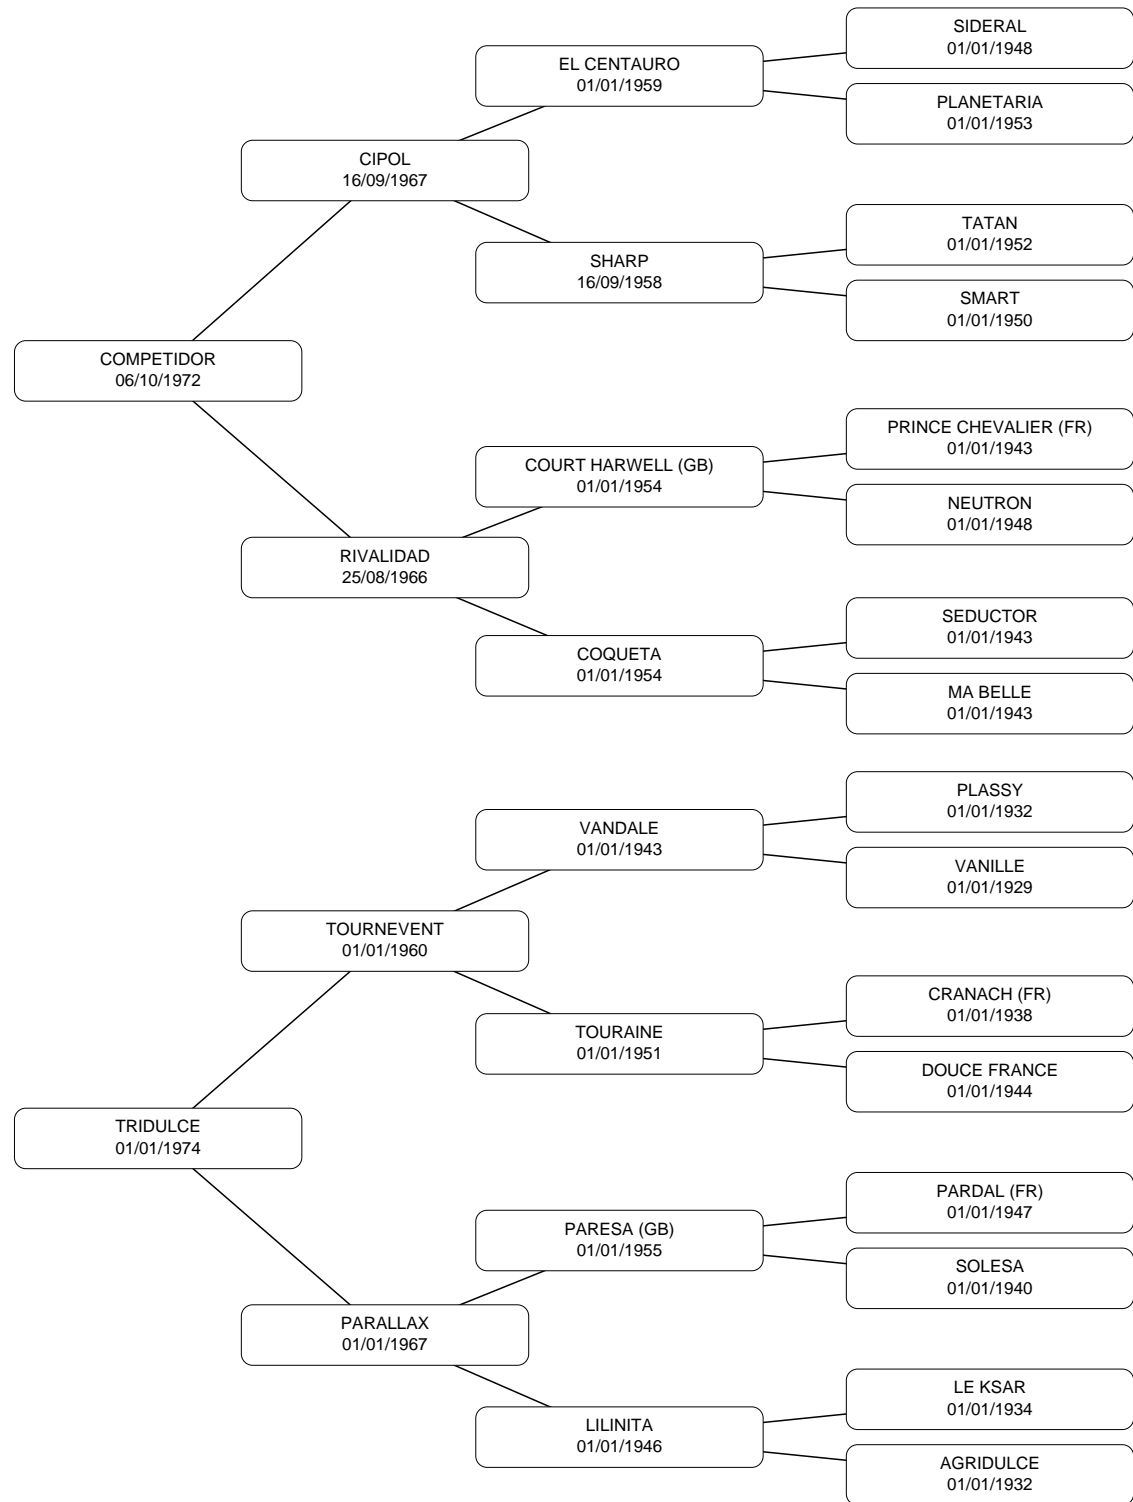 SIDERAL
01/01/1948
EL CENTAURO
01/01/1959
PLANETARIA
01/01/1953
CIPOL
16/09/1967
TATAN
01/01/1952
SHARP
16/09/1958
SMART
01/01/1950
COMPETIDOR
06/10/1972
PRINCE CHEVALIER (FR)
01/01/1943
COURT HARWELL (GB)
01/01/1954
NEUTRON
01/01/1948
RIVALIDAD
25/08/1966
SEDUCTOR
01/01/1943
COQUETA
01/01/1954
MA BELLE
01/01/1943
PLASSY
01/01/1932
VANDALE
01/01/1943
VANILLE
01/01/1929
TOURNEVENT
01/01/1960
CRANACH (FR)
01/01/1938
TOURAINE
01/01/1951
DOUCE FRANCE
01/01/1944
TRIDULCE
01/01/1974
PARDAL (FR)
01/01/1947
PARESA (GB)
01/01/1955
SOLESA
01/01/1940
PARALLAX
01/01/1967
LE KSAR
01/01/1934
LILINITA
01/01/1946
AGRIDULCE
01/01/1932